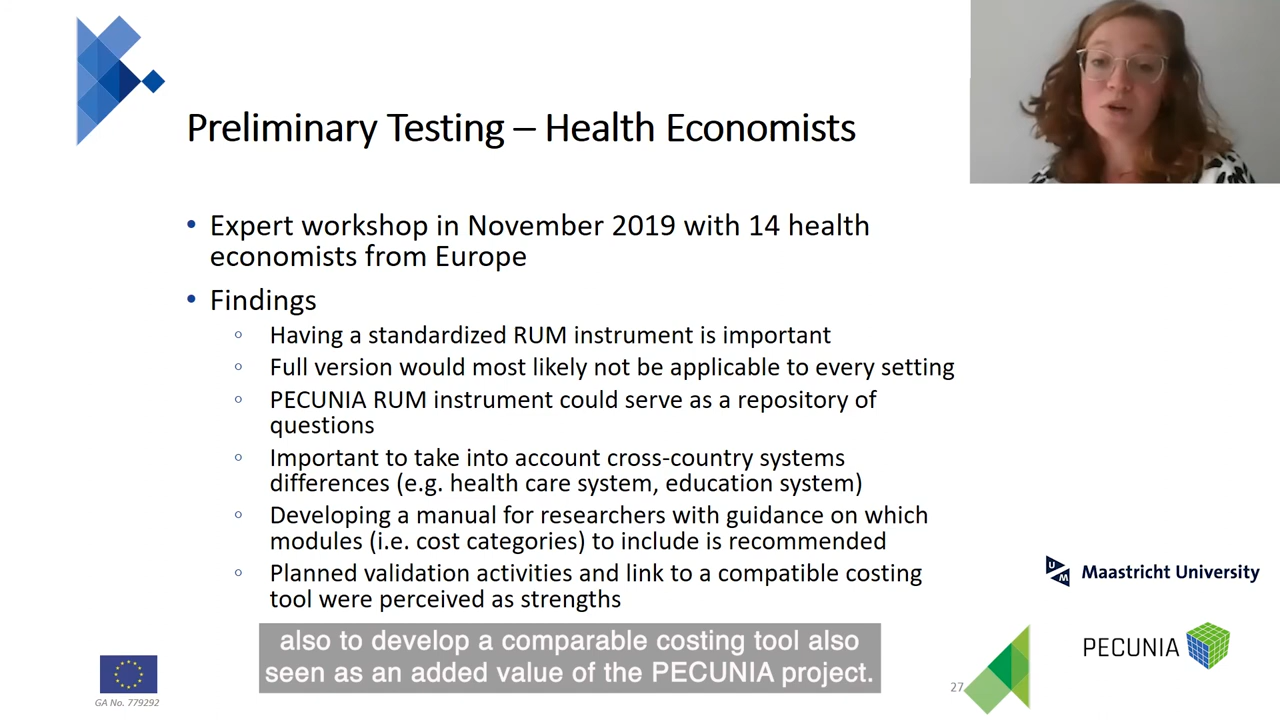 Preliminary Testing – Health Economists
• Expert workshop in November 2019 with 14 health
economists from Europe
• Findings
◦ Having a standardized RUM instrument is important
◦ Full version would most likely not be applicable to every setting
◦ PECUNIA RUM instrument could serve as a repository of
questions
◦ Important to take into account cross-country systems
differences (e.g. health care system, education system)
◦ Developing a manual for researchers with guidance on which
modules (i.e. cost categories) to include is recommended
◦ Planned validation activities and link to a compatible costing
tool were perceived as strengths
UM Maastricht University
also to develop a comparable costing tool also
seen as an added value of the PECUNIA project.
PECUNIA
27
GA No. 779292